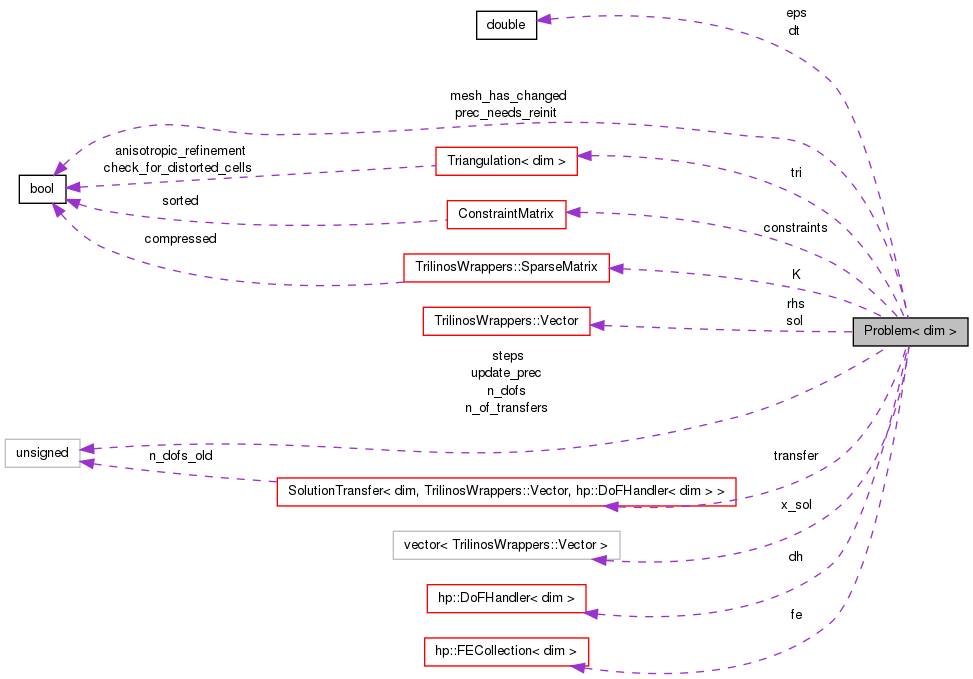 eps
dt
double
mesh_has_changed
prec_needs_reinit
anisotropic_refinement
check_for_distorted_cells
Triangulation< dim >
tri
bool
sorted
ConstraintMatrix
constraints
compressed
TrilinosWrappers::SparseMatrix
K
rhs
sol
TrilinosWrappers::Vector
Problem< dim >
steps
update_prec
n_dofs
n_of_transfers
unsigned
n_dofs_old
transfer
SolutionTransfer< dim, TrilinosWrappers::Vector, hp::DoFHandler< dim > >
x_sol
vector< TrilinosWrappers::Vector >
dh
hp::DoFHandler< dim >
fe
hp::FECollection< dim >